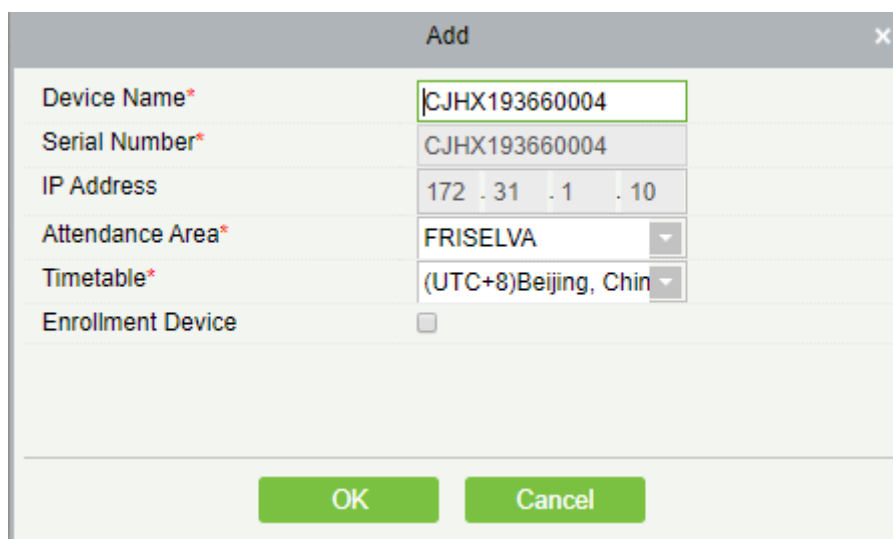 Add
Device Name* CJHX193660004
Serial Number* CJHX193660004
IP Address 172 . 31 . 1 . 10
Attendance Area* FRISELVA
Timetable* (UTC+8)Beijing, Chin
Enrollment Device
OK Cancel